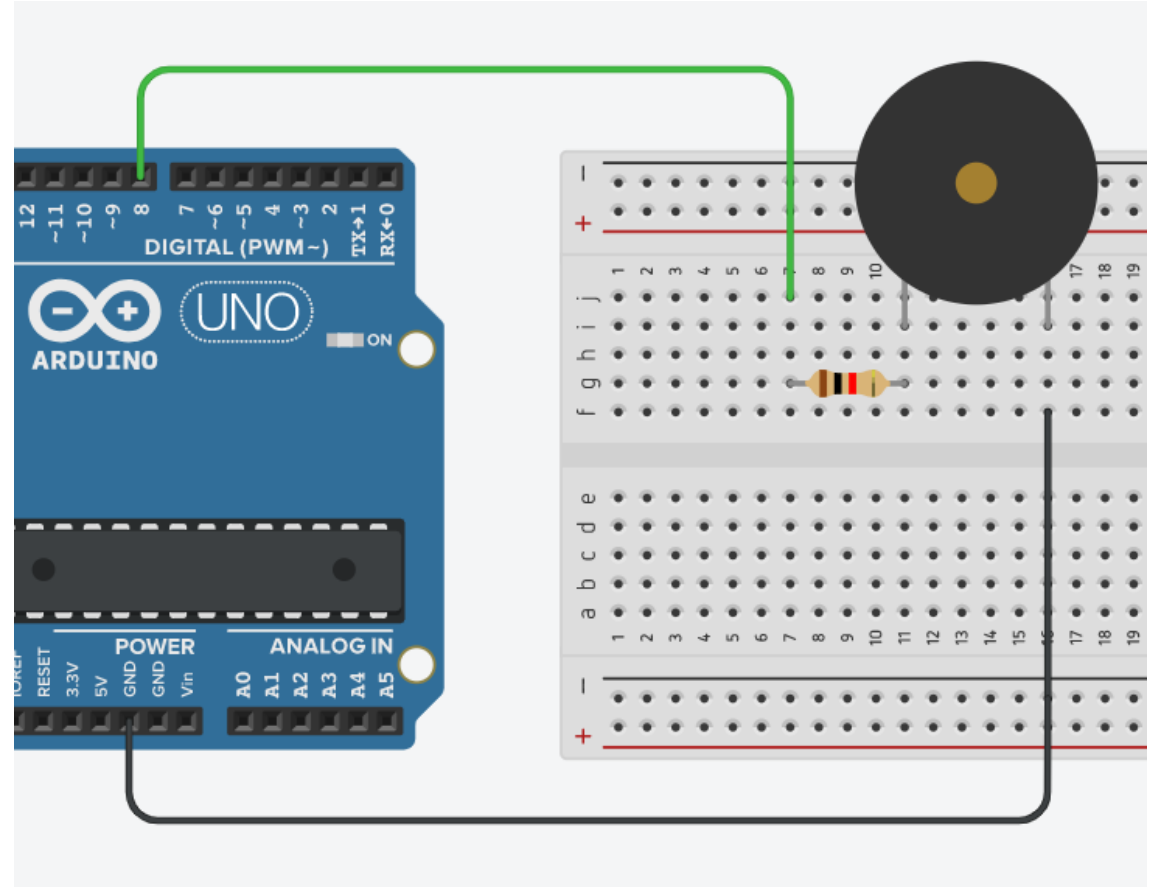 12
~11
~10
~9
8
7
~6
~5
4
~3
2
TX→1
RX←0
DIGITAL (PWM~)
UNO
ON
ARDUINO
POWER
ANALOG IN
RESET
3.3V
5V
GND
GND
Vin
A0
A1
A2
A3
A4
A5
−
+
1 2 3 4 5 6 7 8 9 10 17 18 19
j
i
h
g
f
e
d
c
b
a
1 2 3 4 5 6 7 8 9 10 11 12 13 14 15 16 17 18 19
−
+